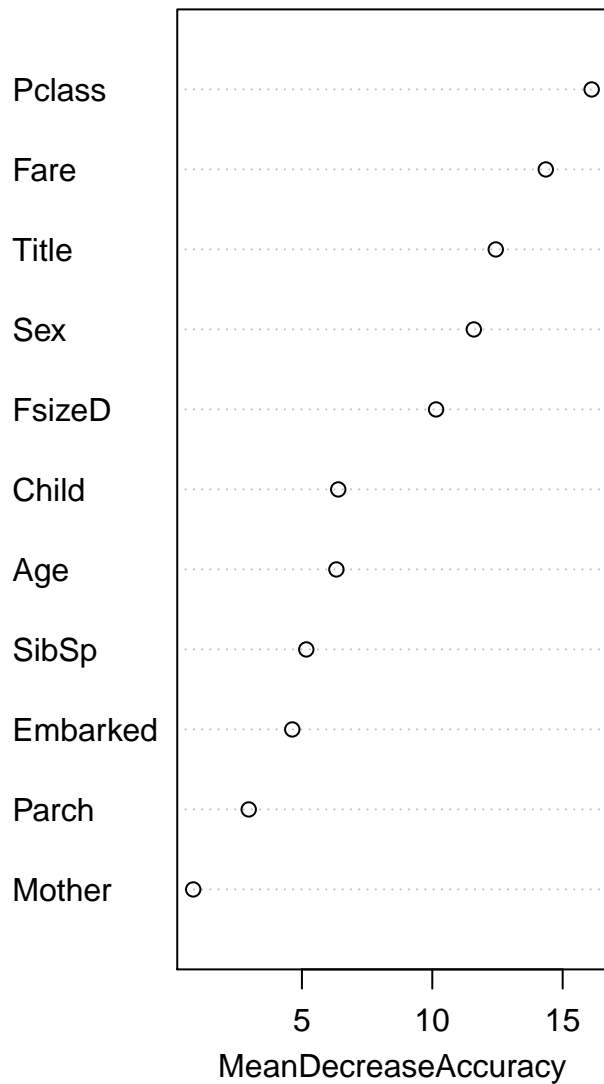 Pclass
Fare
Title
Sex
FsizeD
Child
Age
SibSp
Embarked
Parch
Mother
5 10 15
MeanDecreaseAccuracy